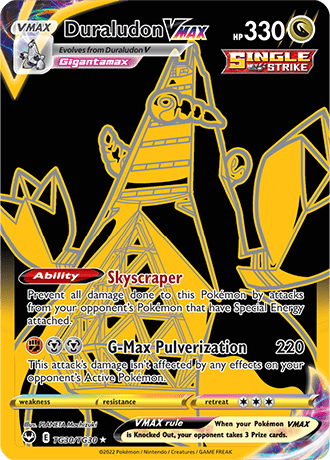 VMAX
Duraludon VMAX
HP 330
Evolves from Duraludon V
Gigantamax
SINGLE STRIKE
Ability Skyscraper
Prevent all damage done to this Pokémon by attacks
from your opponent's Pokémon that have Special Energy
attached.
G-Max Pulverization 220
This attack's damage isn't affected by any effects on your
opponent's Active Pokémon.
weakness resistance retreat
Illus. PLANETA Mochizuki
E TG30/TG30
VMAX rule
When your Pokémon VMAX
is Knocked Out, your opponent takes 3 Prize cards.
©2022 Pokémon / Nintendo / Creatures / GAME FREAK